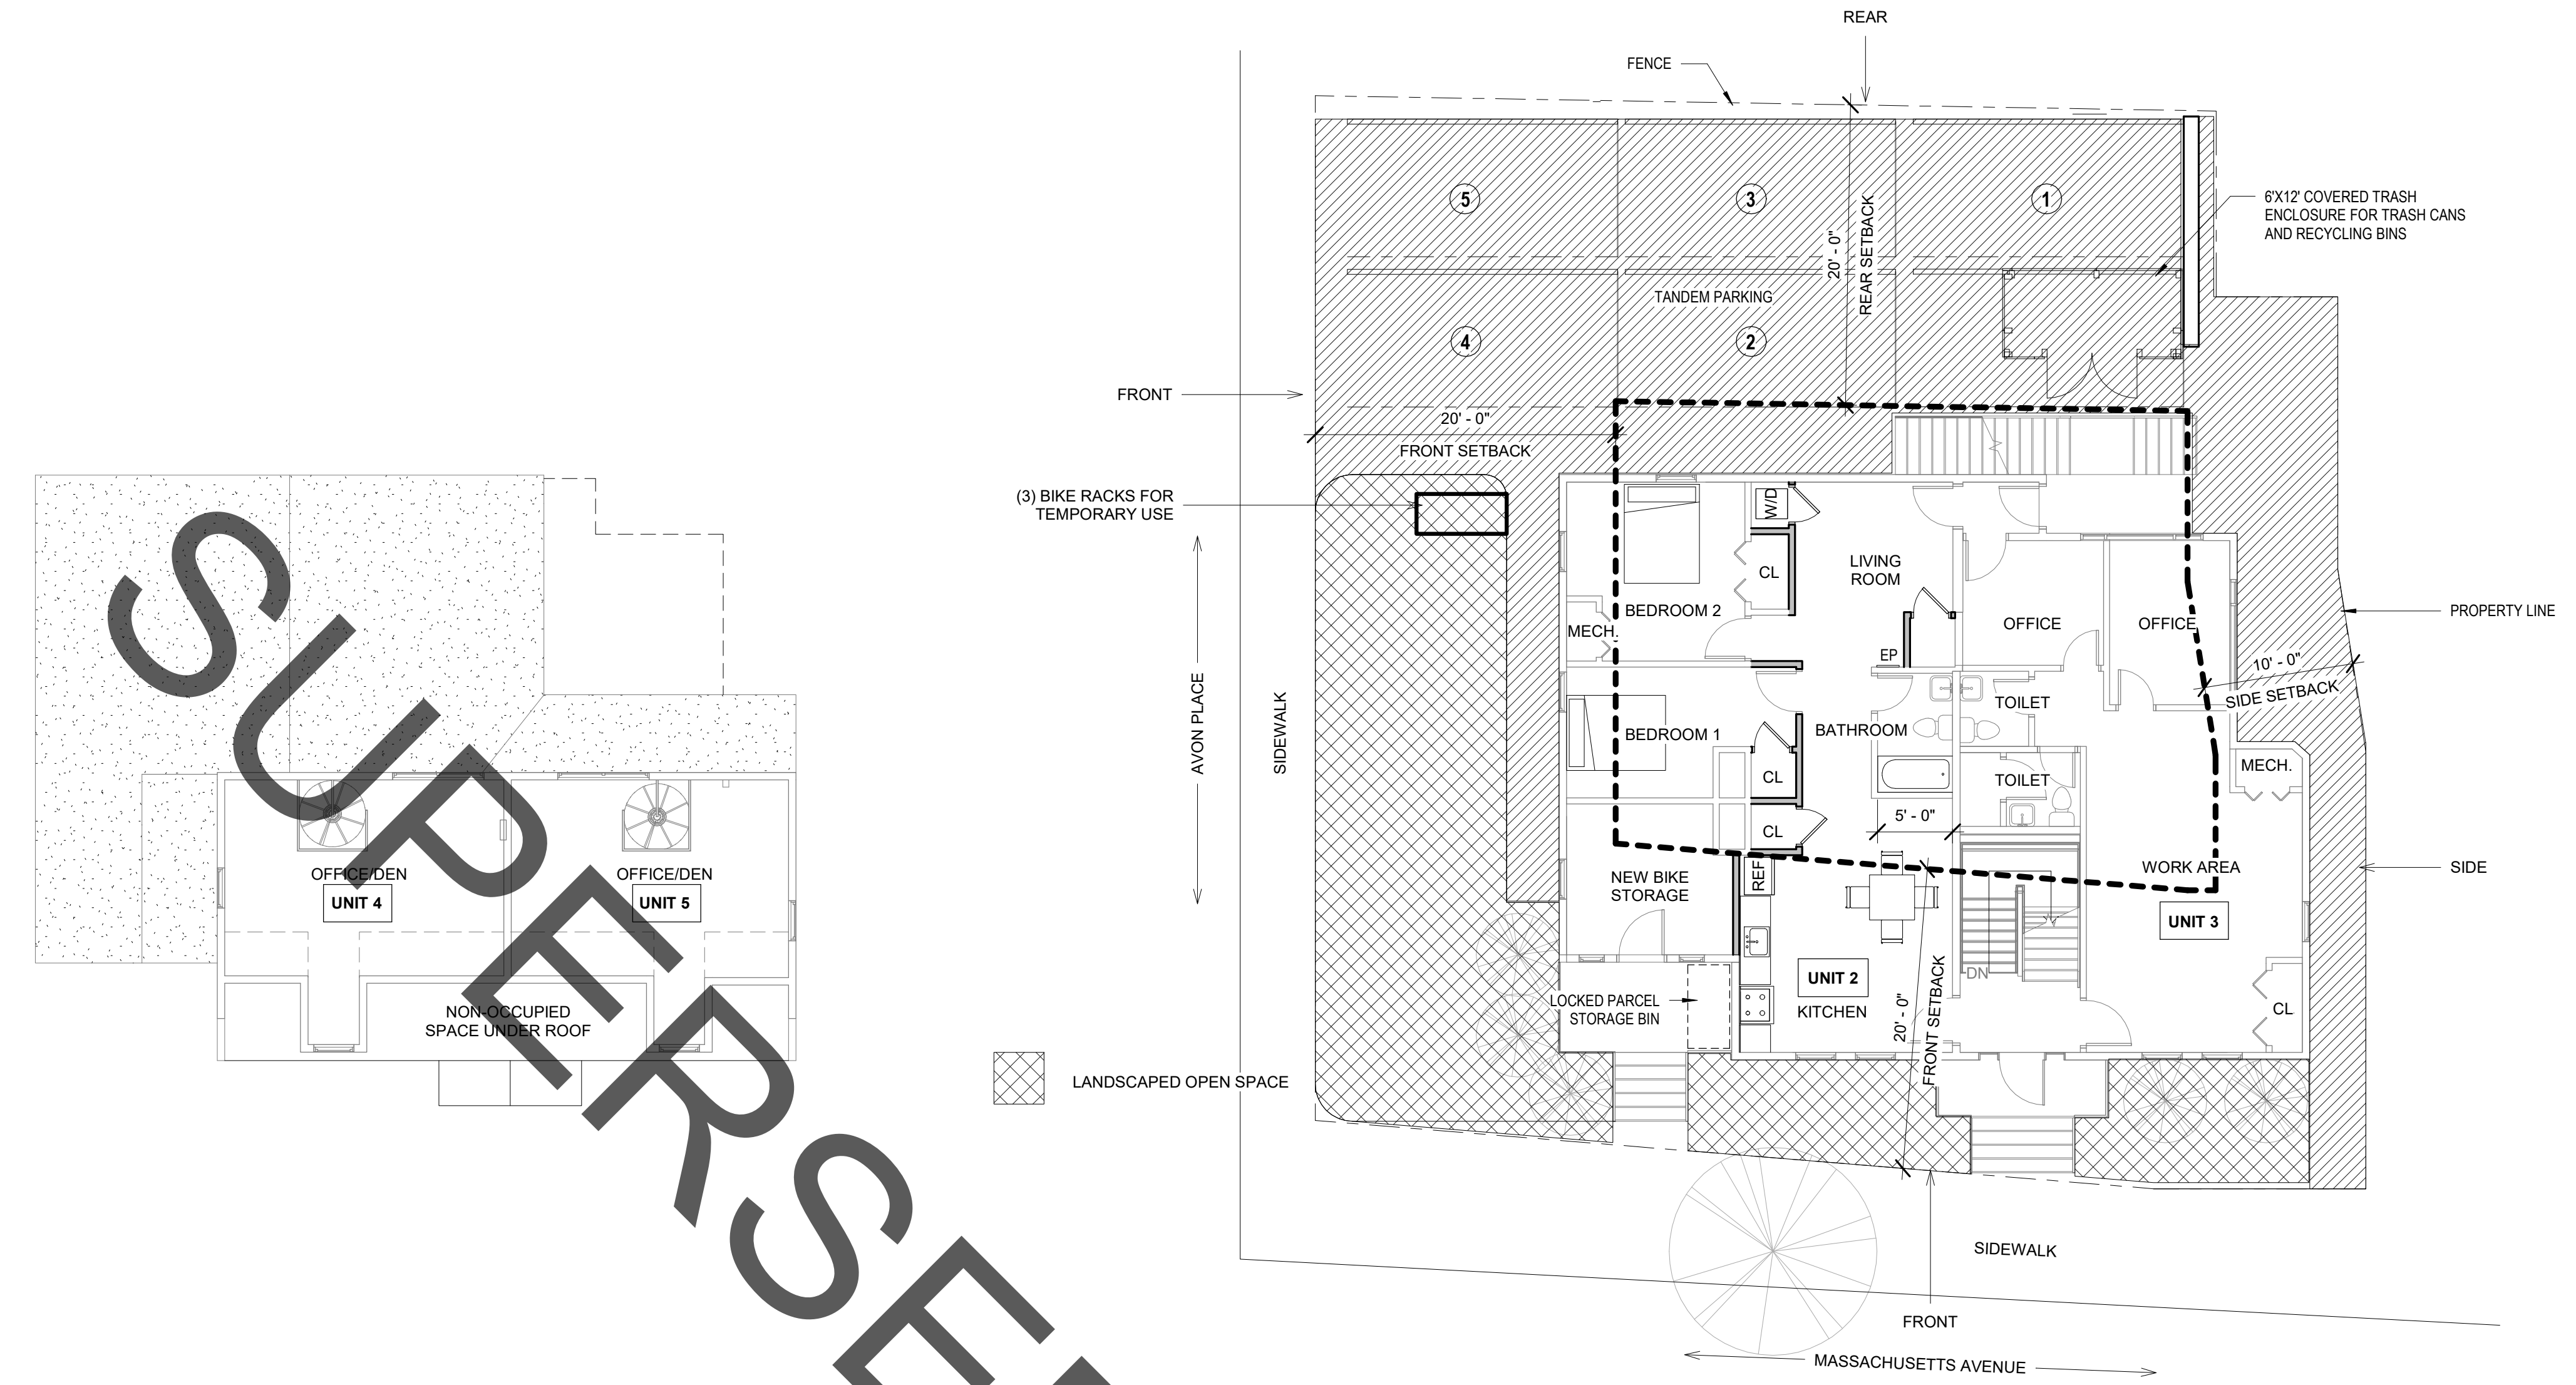 REAR
FENCE
5
3
1
6'X12' COVERED TRASH
ENCLOSURE FOR TRASH CANS
AND RECYCLING BINS
20' - 0"
REAR SETBACK
TANDEM PARKING
4
2
FRONT
20' - 0"
FRONT SETBACK
(3) BIKE RACKS FOR
TEMPORARY USE
W/D
CL
LIVING
ROOM
BEDROOM 2
MECH.
OFFICE
OFFICE
PROPERTY LINE
EP
10' - 0"
SIDE SETBACK
AVON PLACE
SIDEWALK
TOILET
BEDROOM 1
BATHROOM
CL
TOILET
MECH.
5' - 0"
CL
REF
NEW BIKE
STORAGE
WORK AREA
SIDE
UNIT 3
OFFICE/DEN
UNIT 4
OFFICE/DEN
UNIT 5
DN
UNIT 2
KITCHEN
LOCKED PARCEL
STORAGE BIN
20' - 0"
FRONT SETBACK
CL
NON-OCCUPIED
SPACE UNDER ROOF
LANDSCAPED OPEN SPACE
SIDEWALK
FRONT
MASSACHUSETTS AVENUE
SUPERSE